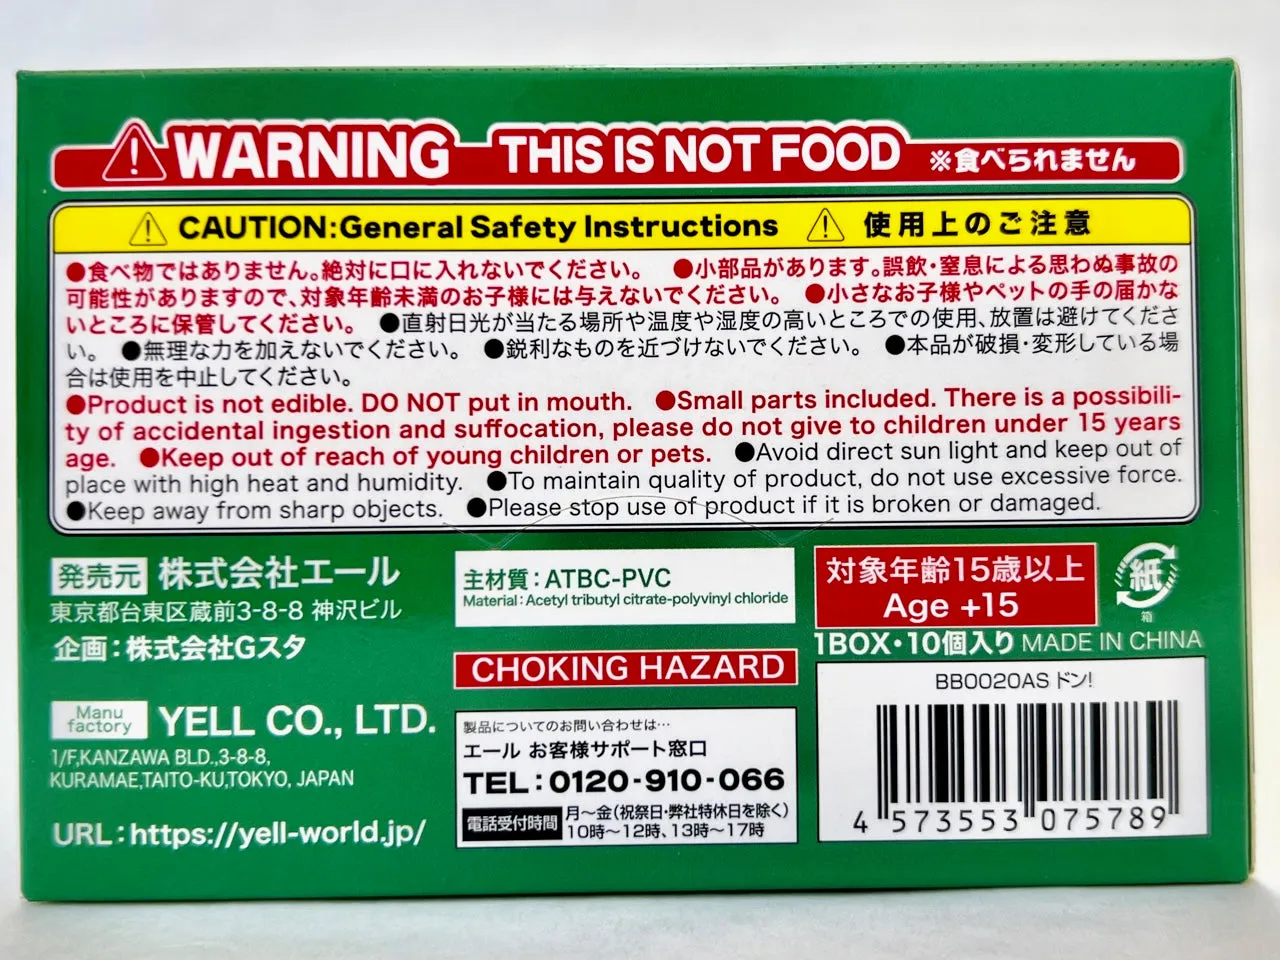 WARNING THIS IS NOT FOOD ※食べられません
CAUTION:General Safety Instructions 使用上のご注意
●食べ物ではありません。絶対に口に入れないでください。 ●小部品があります。誤飲・窒息による思わぬ事故の
可能性がありますので、対象年齢未満のお子様には与えないでください。 ●小さなお子様やペットの手の届かな
いところに保管してください。 ●直射日光が当たる場所や温度や湿度の高いところでの使用、放置は避けてくださ
い。 ●無理な力を加えないでください。 ●鋭利なものを近づけないでください。 ●本品が破損・変形している場
合は使用を中止してください。
●Product is not edible. DO NOT put in mouth. ●Small parts included. There is a possibili-
ty of accidental ingestion and suffocation, please do not give to children under 15 years
age. ●Keep out of reach of young children or pets. ●Avoid direct sun light and keep out of
place with high heat and humidity. ●To maintain quality of product, do not use excessive force.
●Keep away from sharp objects. ●Please stop use of product if it is broken or damaged.
発売元 株式会社エール
東京都台東区蔵前3-8-8 神沢ビル
企画：株式会社Gスタ
Manu
factory YELL CO., LTD.
1/F,KANZAWA BLD.,3-8-8,
KURAMAE,TAITO-KU,TOKYO, JAPAN
URL：https://yell-world.jp/
主材質：ATBC-PVC
Material：Acetyl tributyl citrate-polyvinyl chloride
CHOKING HAZARD
製品についてのお問い合わせは…
エール お客様サポート窓口
TEL：0120-910-066
電話受付時間 月～金（祝祭日・弊社特休日を除く）
10時～12時、13時～17時
対象年齢15歳以上
Age +15
紙
箱
1BOX・10個入り MADE IN CHINA
BB0020AS ドン!
4 573553 075789